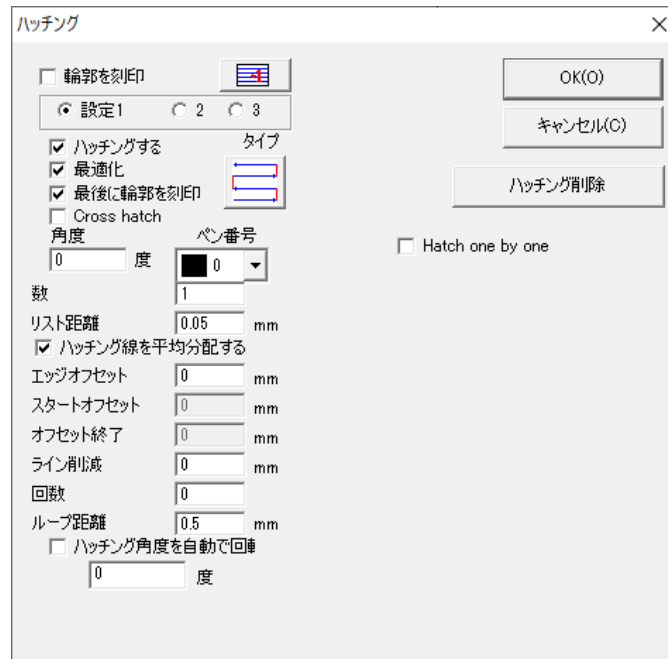 ハッチング
輪郭を刻印
設定1 2 3
ハッチングする タイプ
最適化
最後に輪郭を刻印
Cross hatch
角度 ペン番号
0 度 0
数 1
リスト距離 0.05 mm
ハッチング線を平均分配する
エッジオフセット 0 mm
スタートオフセット 0 mm
オフセット終了 0 mm
ライン削減 0 mm
回数 0
ループ距離 0.5 mm
ハッチング角度を自動で回
0 度
OK(O)
キャンセル(C)
ハッチング削除
Hatch one by one